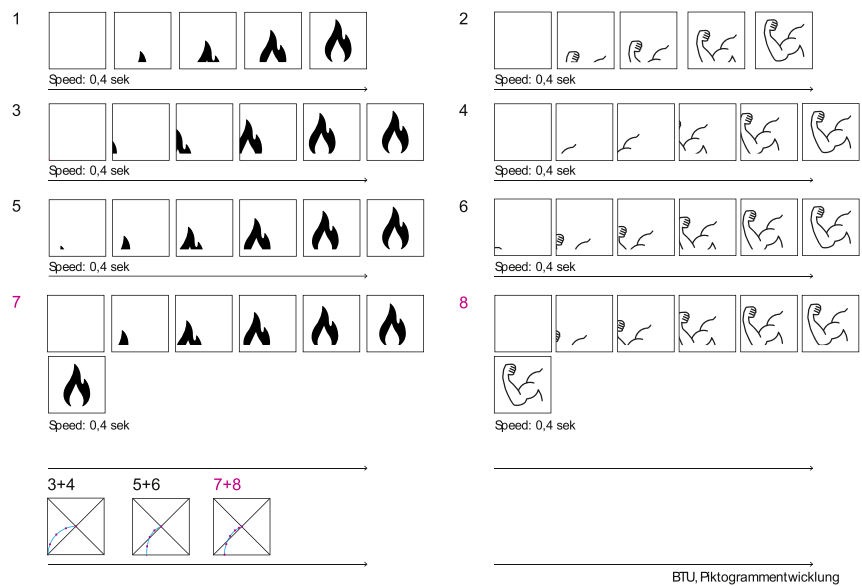 1
2
Speed: 0,4 sek
Speed: 0,4 sek
3
4
Speed: 0,4 sek
Speed: 0,4 sek
5
6
Speed: 0,4 sek
Speed: 0,4 sek
7
8
Speed: 0,4 sek
Speed: 0,4 sek
3+4
5+6
7+8
BTU, Piktogrammentwicklung